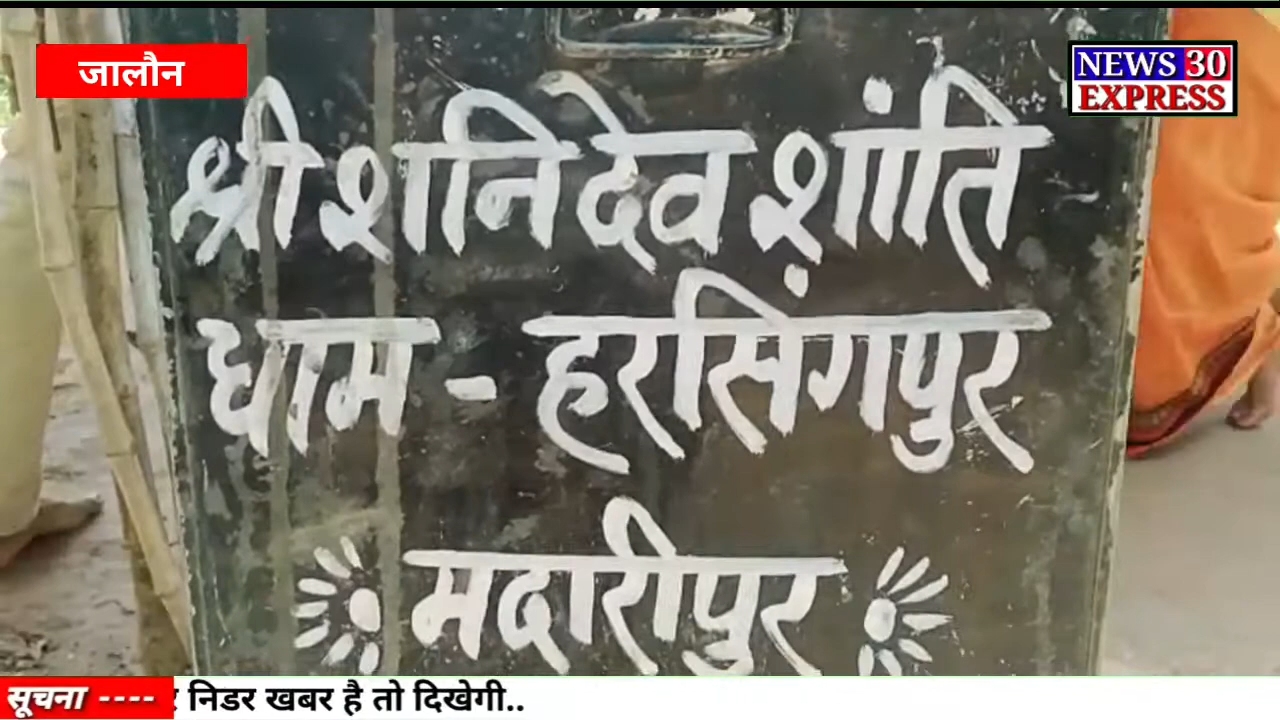 जालौन
NEWS 30
EXPRESS
श्री शनि देव शांति
धाम - हरसिंगपुर
मदारीपुर
सूचना ----
निडर खबर है तो दिखेगी..